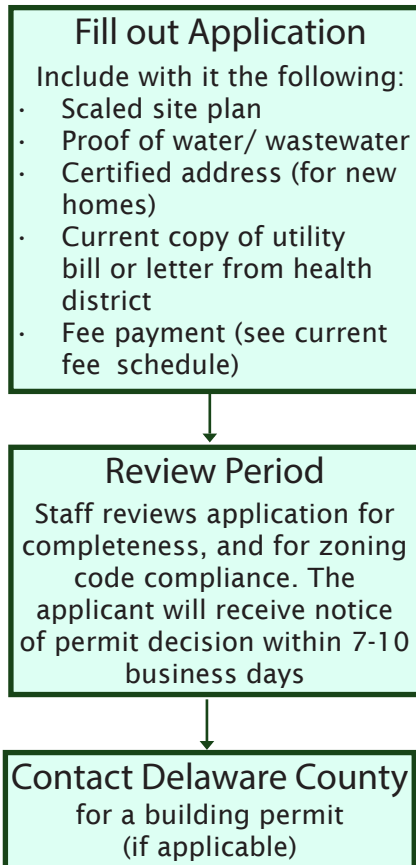 Fill out Application
Include with it the following:
· Scaled site plan
· Proof of water/ wastewater
· Certified address (for new
homes)
· Current copy of utility
bill or letter from health
district
· Fee payment (see current
fee schedule)
Review Period
Staff reviews application for
completeness, and for zoning
code compliance. The
applicant will receive notice
of permit decision within 7-10
business days
Contact Delaware County
for a building permit
(if applicable)